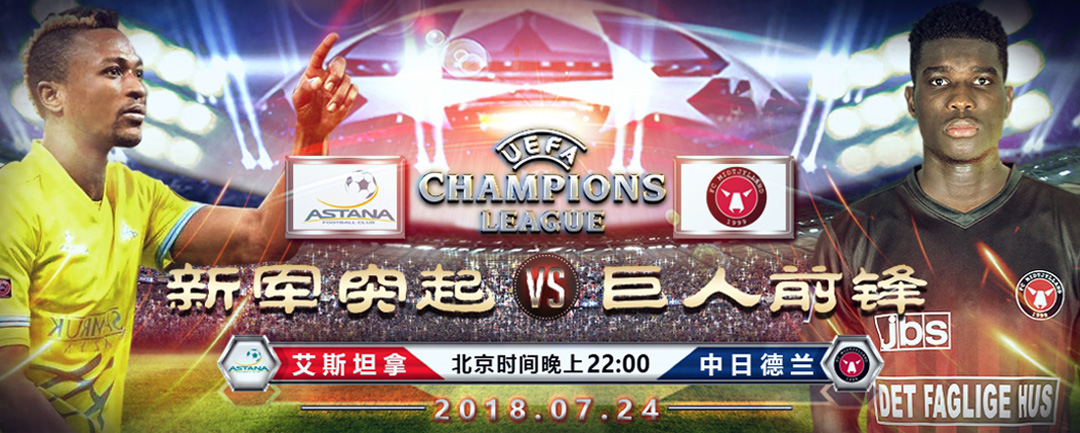 UEFA
CHAMPIONS
LEAGUE
ASTANA
FOOTBALL CLUB
FC MIDTJYLLAND
1999
新军突起 VS 巨人前锋
1999
jbs
ASTANA
艾斯坦拿 北京时间晚上22:00 中日德兰
DET FAGLIGE HUS
2018.07.24